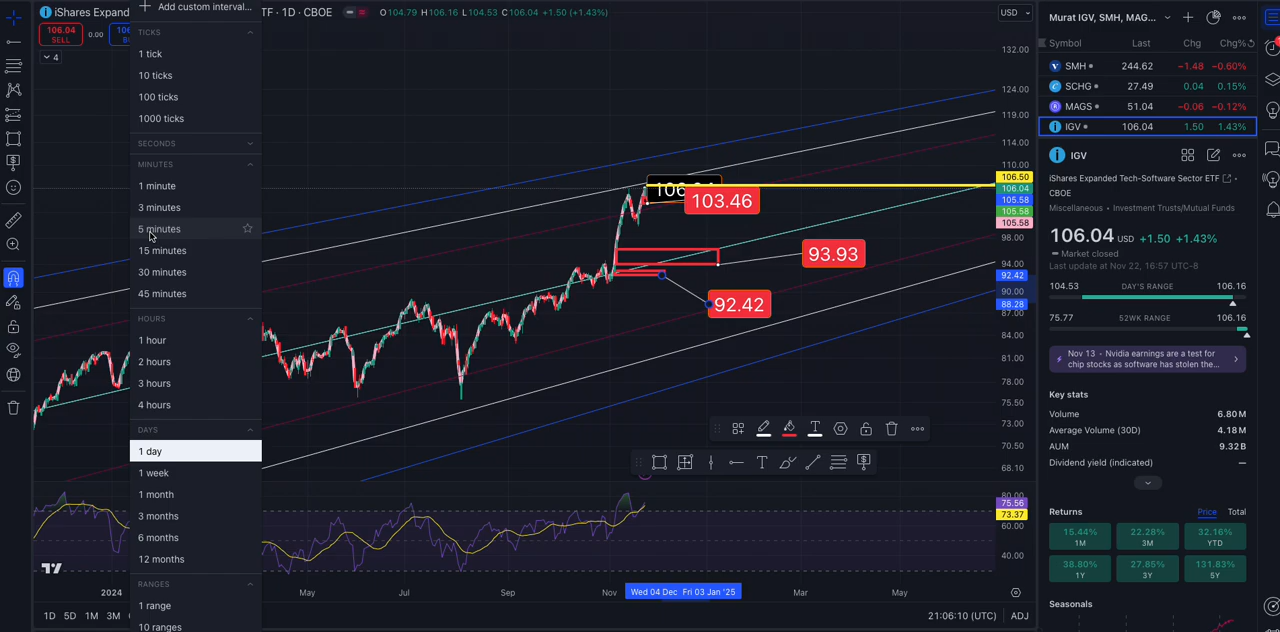 iShares Expand
TF · 1D · CBOE
O104.79 H106.16 L104.53 C106.04 +1.50 (+1.43%)
106.04
SELL
0.00
106
4
Add custom interval...
TICKS
1 tick
10 ticks
100 ticks
1000 ticks
SECONDS
MINUTES
1 minute
3 minutes
5 minutes
15 minutes
30 minutes
45 minutes
HOURS
1 hour
2 hours
3 hours
4 hours
DAYS
1 day
1 week
1 month
3 months
6 months
12 months
RANGES
1 range
10 ranges
103.46
93.93
92.42
USD
132.00
124.00
119.00
114.00
110.00
106.50
106.04
105.58
105.58
105.58
98.00
94.00
92.42
90.00
88.28
87.00
84.00
81.00
78.00
75.50
73.00
70.50
68.10
80.00
75.56
73.37
60.00
40.00
2024
May
Jul
Sep
Nov
Wed 04 Dec
Fri 03 Jan '25
Mar
May
1D 5D 1M 3M
21:06:10 (UTC)
ADJ
Murat IGV, SMH, MAG...
Symbol Last Chg Chg%
SMH 244.62 −1.48 −0.60%
SCHG 27.49 0.04 0.15%
MAGS 51.04 −0.06 −0.12%
IGV 106.04 1.50 1.43%
IGV
iShares Expanded Tech-Software Sector ETF ·
CBOE
Miscellaneous · Investment Trusts/Mutual Funds
106.04 USD +1.50 +1.43%
Market closed
Last update at Nov 22, 16:57 UTC-8
104.53 DAY'S RANGE 106.16
75.77 52WK RANGE 106.16
Nov 13 · Nvidia earnings are a test for
chip stocks as software has stolen the...
Key stats
Volume 6.80 M
Average Volume (30D) 4.18 M
AUM 9.32 B
Dividend yield (indicated) —
Returns Price Total
15.44% 22.28% 32.16%
1M 3M YTD
38.80% 27.85% 131.83%
1Y 3Y 5Y
Seasonals